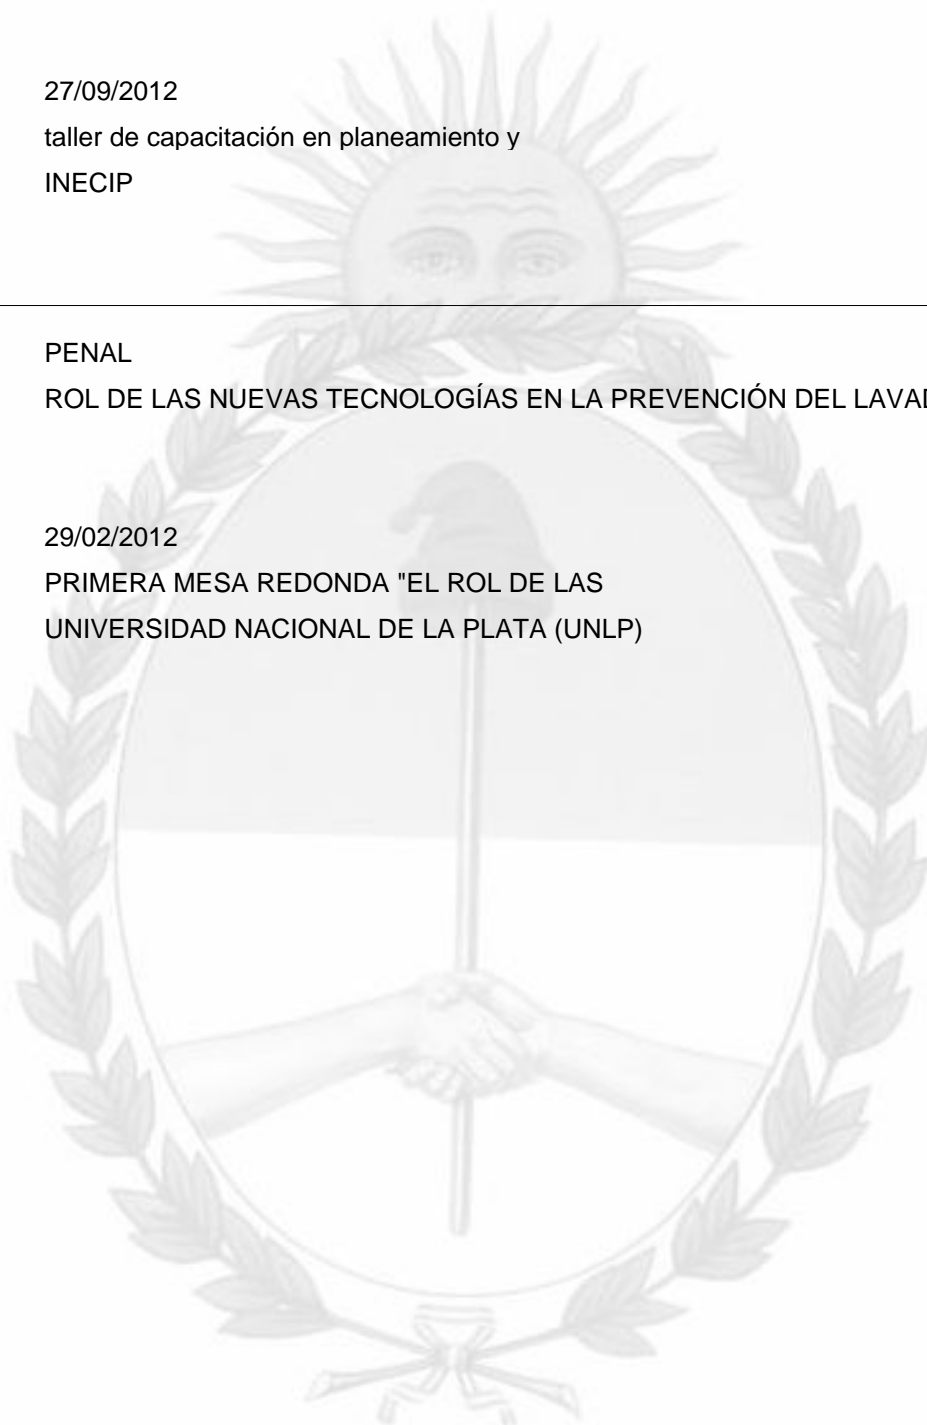 27/09/2012
taller de capacitación en planeamiento y
INECIP
PENAL
ROL DE LAS NUEVAS TECNOLOGÍAS EN LA PREVENCIÓN DEL
29/02/2012
PRIMERA MESA REDONDA "EL ROL DE LAS
UNIVERSIDAD NACIONAL DE LA PLATA (UNLP)